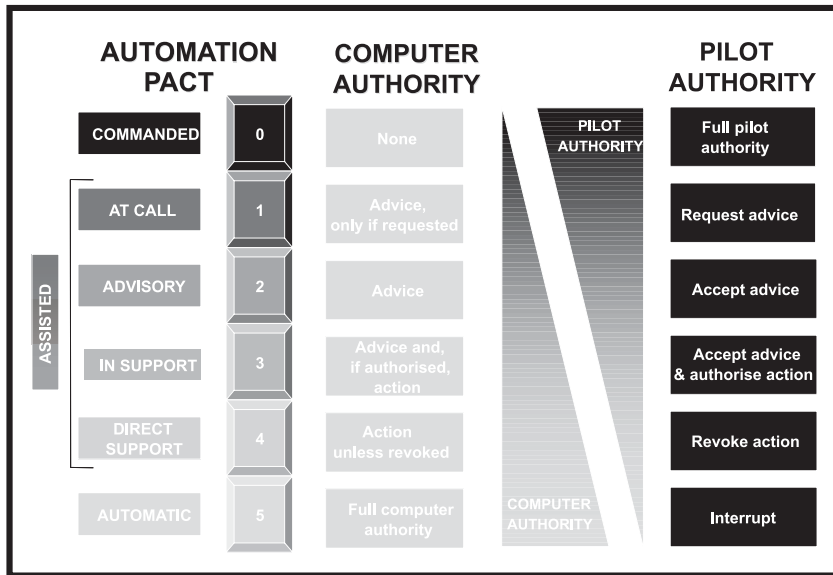 AUTOMATION
PACT
COMPUTER
AUTHORITY
PILOT
AUTHORITY
COMMANDED
0
None
PILOT
AUTHORITY
Full pilot
authority
ASSISTED
AT CALL
1
Advice,
only if requested
Request advice
ADVISORY
2
Advice
Accept advice
IN SUPPORT
3
Advice and,
if authorised,
action
Accept advice
& authorise action
DIRECT
SUPPORT
4
Action
unless revoked
Revoke action
AUTOMATIC
5
Full computer
authority
COMPUTER
AUTHORITY
Interrupt